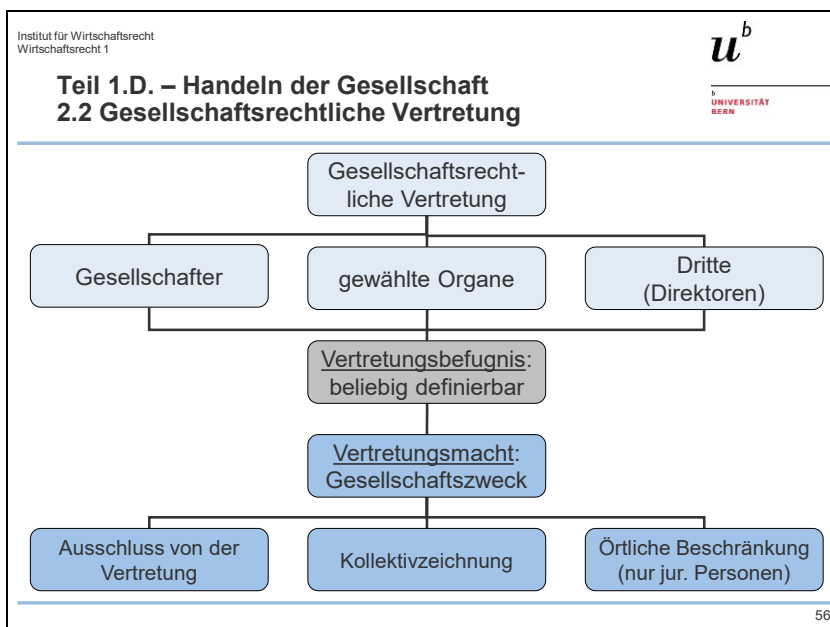 Institut für Wirtschaftsrecht
Wirtschaftsrecht 1
u^b
b
UNIVERSITÄT
BERN
Teil 1.D. – Handeln der Gesellschaft
2.2 Gesellschaftsrechtliche Vertretung
Gesellschaftsrecht-
liche Vertretung
Gesellschafter
gewählte Organe
Dritte
(Direktoren)
Vertretungsbefugnis:
beliebig definierbar
Vertretungsmacht:
Gesellschaftszweck
Ausschluss von der
Vertretung
Kollektivzeichnung
Örtliche Beschränkung
(nur jur. Personen)
56